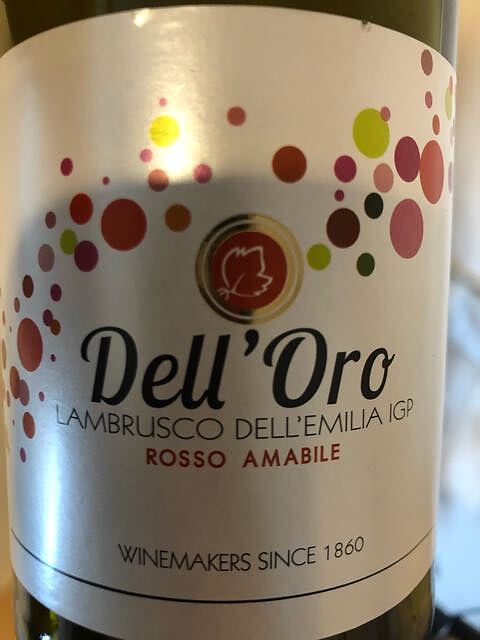 Dell'Oro
LAMBRUSCO DELL'EMILIA IGP
ROSSO AMABILE
WINEMAKERS SINCE 1860